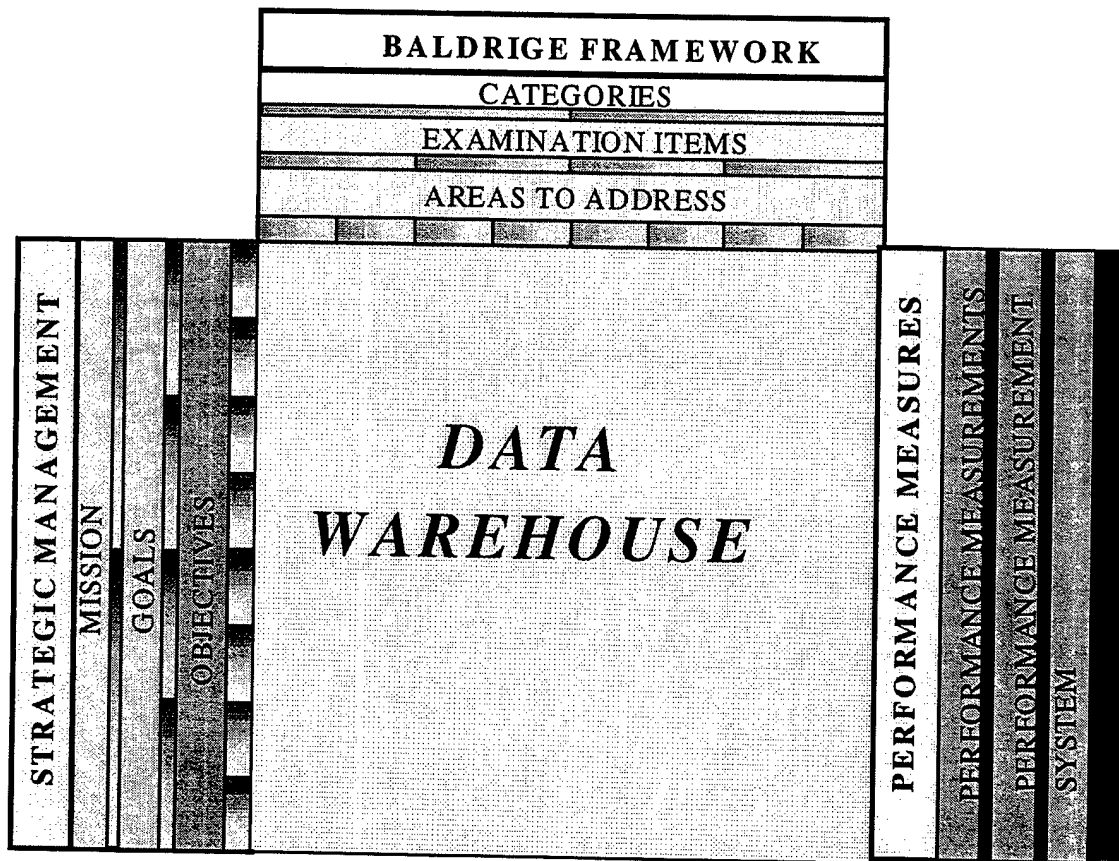 BALDRIGE FRAMEWORK
CATEGORIES
EXAMINATION ITEMS
AREAS TO ADDRESS
STRATEGIC MANAGEMENT
MISSION
GOALS
OBJECTIVES
DATA
WAREHOUSE
PERFORMANCE MEASURES
PERFORMANCE MEASUREMENTS
PERFORMANCE MEASUREMENT
SYSTEM